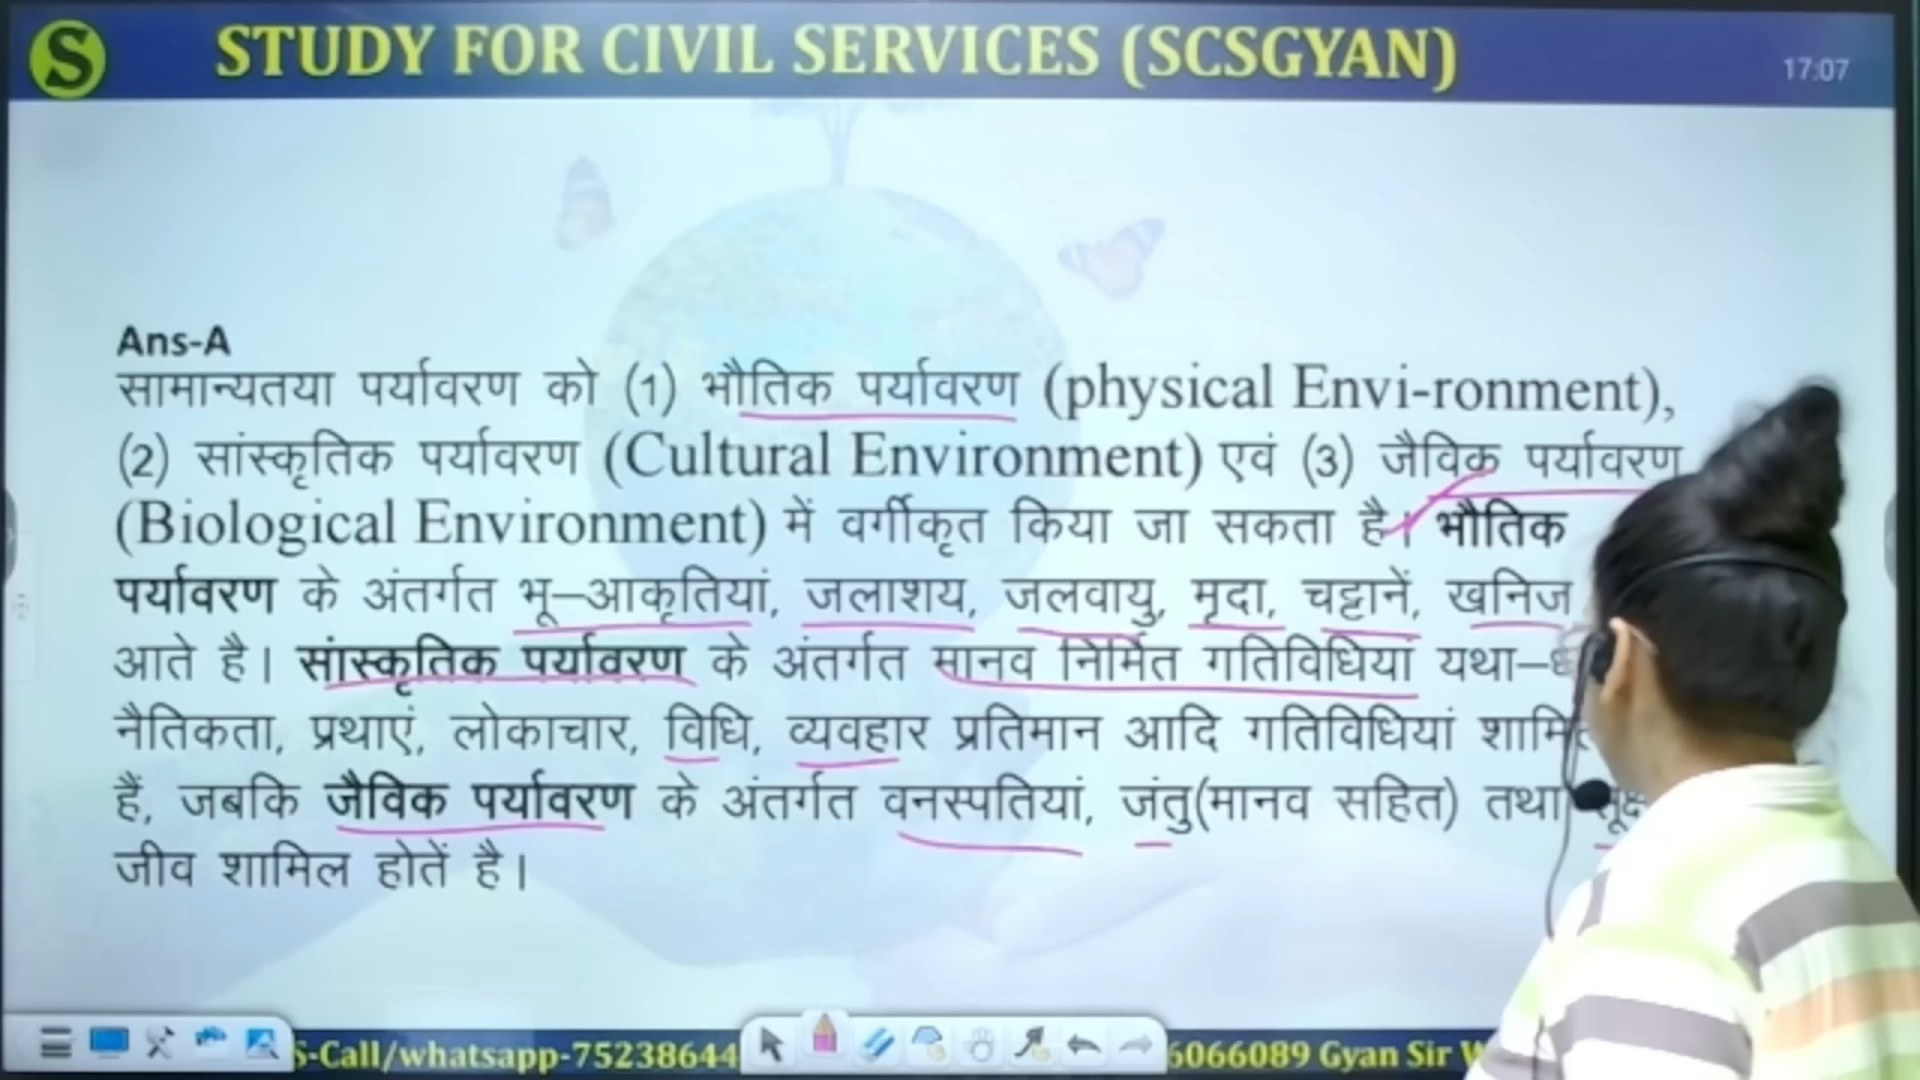 S STUDY FOR CIVIL SERVICES (SCSGYAN) 17:07
Ans-A
सामान्यतया पर्यावरण को (1) भौतिक पर्यावरण (physical Envi-ronment),
(2) सांस्कृतिक पर्यावरण (Cultural Environment) एवं (3) जैविक पर्यावरण
(Biological Environment) में वर्गीकृत किया जा सकता है। भौतिक
पर्यावरण के अंतर्गत भू–आकृतियां, जलाशय, जलवायु, मृदा, चट्टानें, खनिज
आते है। सांस्कृतिक पर्यावरण के अंतर्गत मानव निर्मित गतिविधियां यथा–
नैतिकता, प्रथाएं, लोकाचार, विधि, व्यवहार प्रतिमान आदि गतिविधियां
हैं, जबकि जैविक पर्यावरण के अंतर्गत वनस्पतियां, जंतु(मानव सहित) तथा
जीव शामिल होतें है।
S-Call/whatsapp-75238644 6066089 Gyan Sir